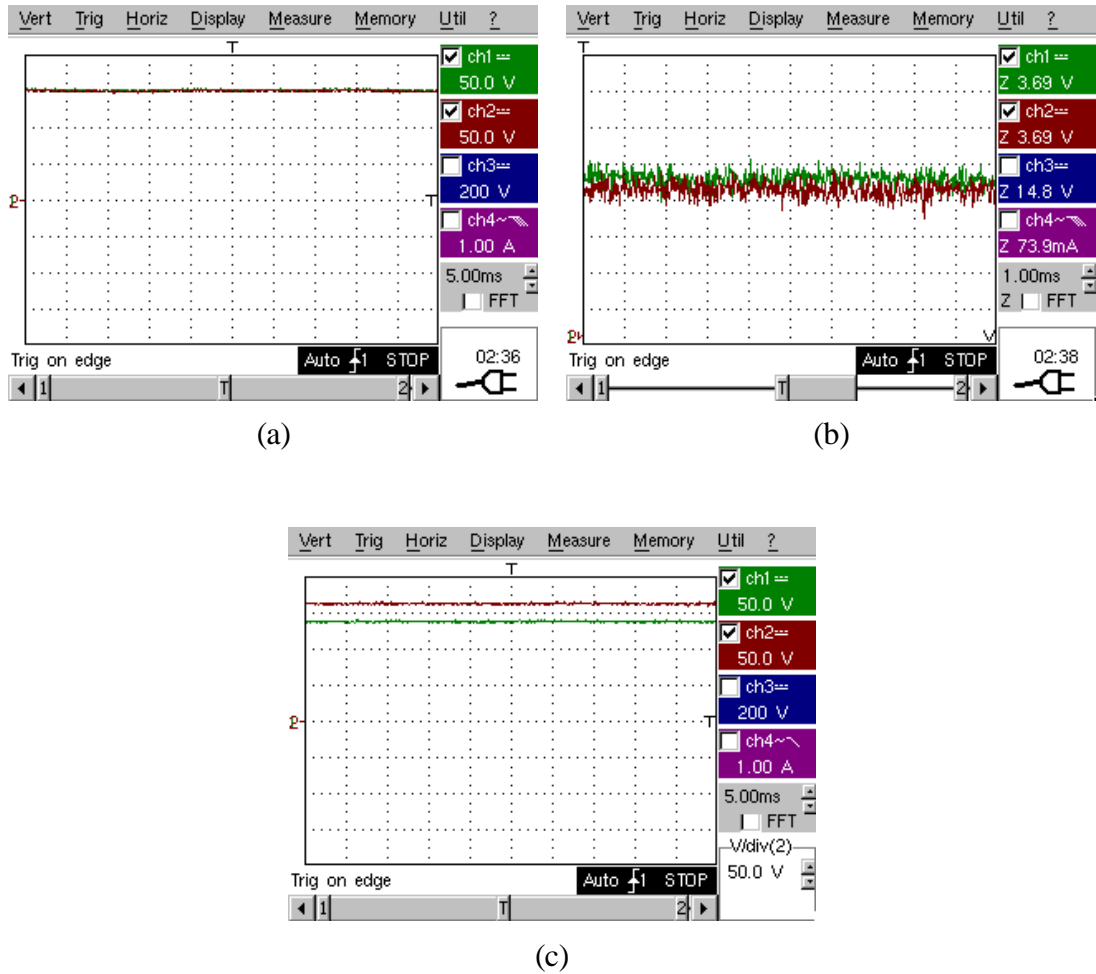 Vert Trig Horiz Display Measure Memory Util ?
T
ch1
50.0 V
ch2
50.0 V
ch3
200 V
ch4~
1.00 A
5.00ms
FFT
T
Trig on edge
Auto 1 STOP
02:36
1 T 2
(a)
Vert Trig Horiz Display Measure Memory Util ?
T
ch1
Z 3.69 V
ch2
Z 3.69 V
ch3
Z 14.8 V
ch4~
Z 73.9mA
1.00ms
Z FFT
Trig on edge
Auto 1 STOP
02:38
1 T 2
(b)
Vert Trig Horiz Display Measure Memory Util ?
T
ch1
50.0 V
ch2
50.0 V
ch3
200 V
ch4~
1.00 A
5.00ms
FFT
T
V/div(2)
50.0 V
Trig on edge
Auto 1 STOP
1 T 2
(c)